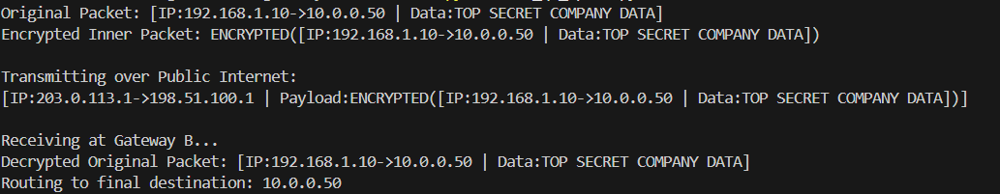 Original Packet: [IP:192.168.1.10->10.0.0.50 | Data:TOP SECRET COMPANY DATA]
Encrypted Inner Packet: ENCRYPTED([IP:192.168.1.10->10.0.0.50 | Data:TOP SECRET COMPANY DATA])
Transmitting over Public Internet:
[IP:203.0.113.1->198.51.100.1 | Payload:ENCRYPTED([IP:192.168.1.10->10.0.0.50 | Data:TOP SECRET COMPANY DATA])]
Receiving at Gateway B...
Decrypted Original Packet: [IP:192.168.1.10->10.0.0.50 | Data:TOP SECRET COMPANY DATA]
Routing to final destination: 10.0.0.50